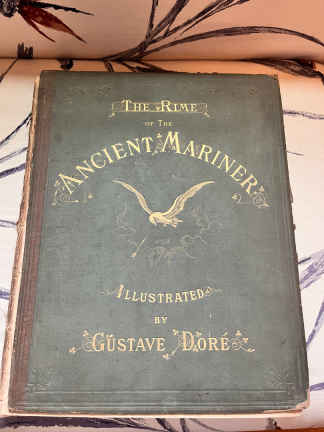 THE RIME
OF THE
ANCIENT MARINER
ILLUSTRATED
BY
GUSTAVE DORÉ